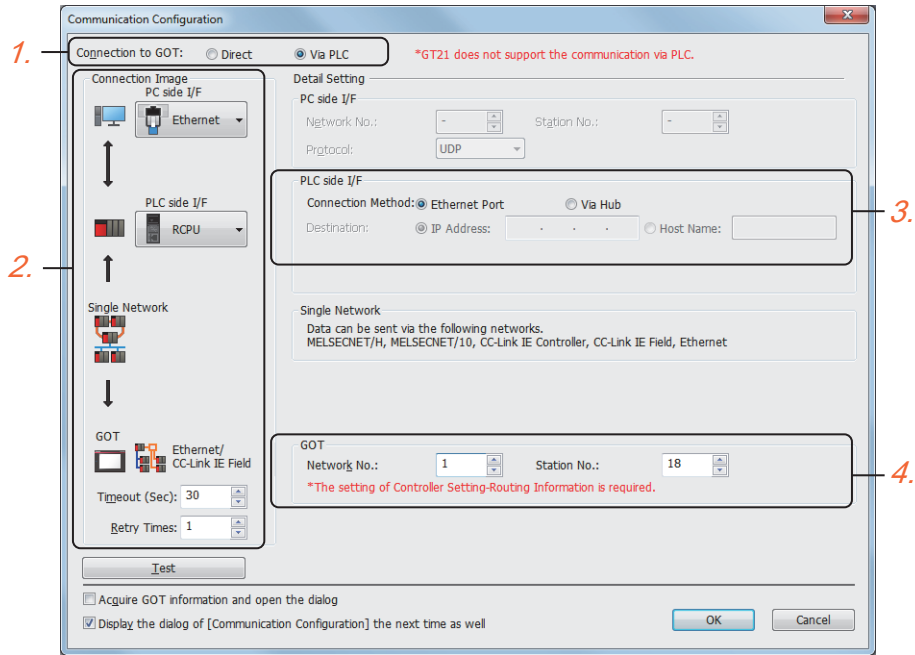 Communication Configuration
x
1.
Connection to GOT: Direct Via PLC *GT21 does not support the communication via PLC.
Connection Image
PC side I/F
Ethernet
PLC side I/F
RCPU
2.
Single Network
GOT
Ethernet/
CC-Link IE Field
Timeout (Sec): 30
Retry Times: 1
Test
Detail Setting
PC side I/F
Network No.: - Station No.: -
Protocol: UDP
PLC side I/F
Connection Method: Ethernet Port Via Hub
Destination: IP Address: . . . Host Name:
3.
Single Network
Data can be sent via the following networks.
MELSECNET/H, MELSECNET/10, CC-Link IE Controller, CC-Link IE Field, Ethernet
GOT
Network No.: 1 Station No.: 18
*The setting of Controller Setting-Routing Information is required.
4.
Acquire GOT information and open the dialog
Display the dialog of [Communication Configuration] the next time as well
OK Cancel